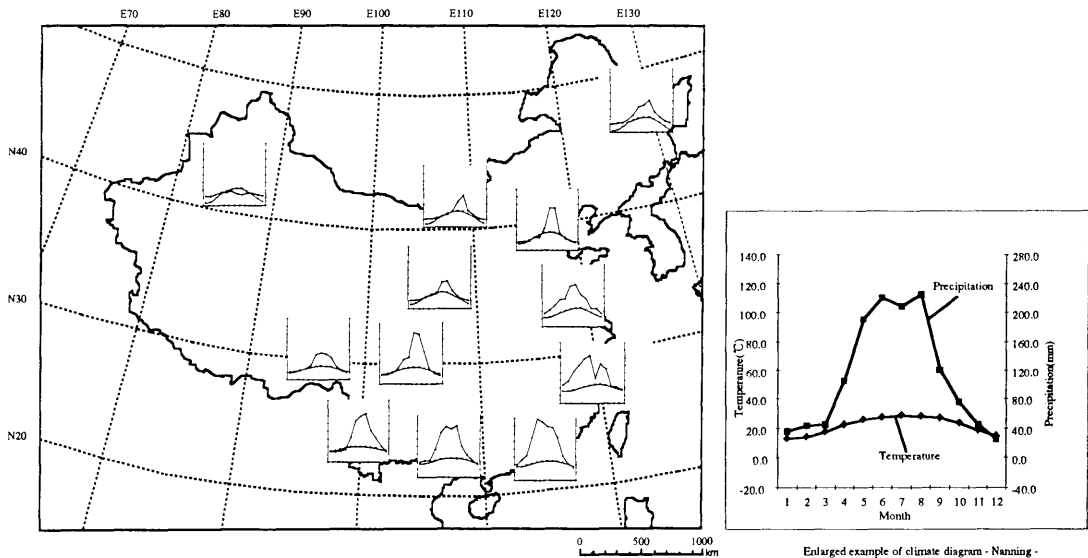 E70 E80 E90 E100 E110 E120 E130
N40
N30
N20
0 500 1000
km
140.0
120.0
100.0
80.0
60.0
40.0
20.0
0.0
-20.0
Temperature(℃)
280.0
240.0
200.0
160.0
120.0
80.0
40.0
0.0
-40.0
Precipitation(mm)
Precipitation
Temperature
1 2 3 4 5 6 7 8 9 10 11 12
Month
Enlarged example of climate diagram - Nanning -